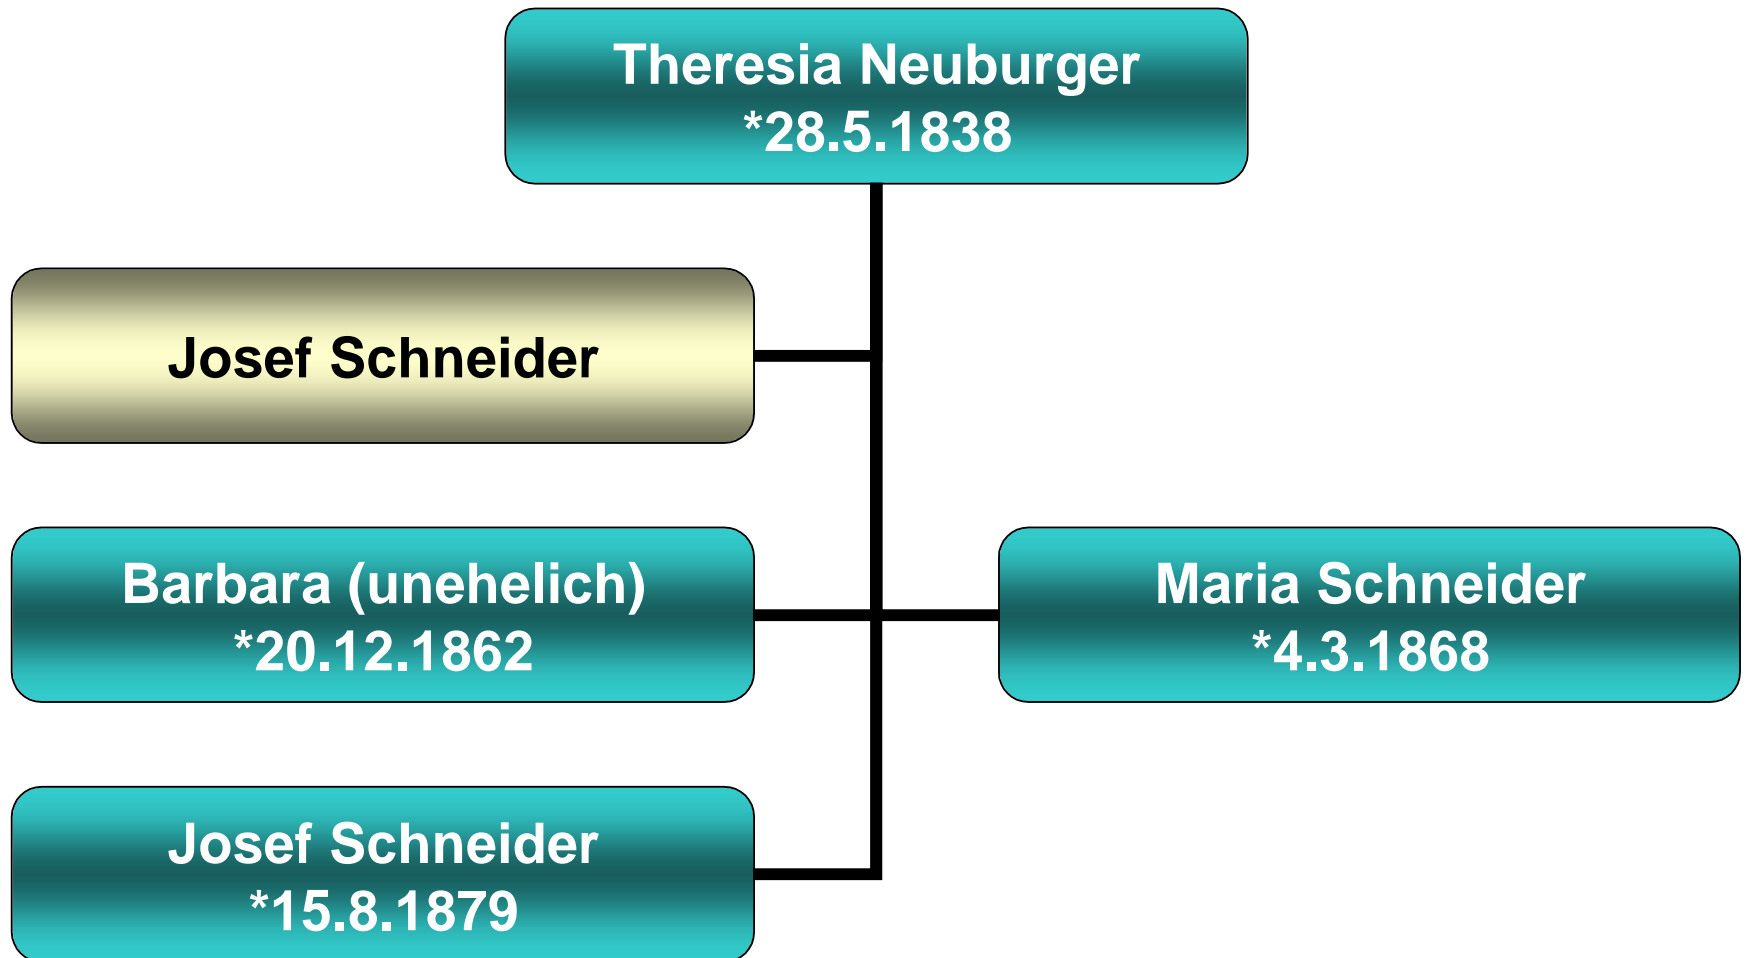 Theresia Neuburger
*28.5.1838
Josef Schneider
Barbara (unehelich)
*20.12.1862
Maria Schneider
*4.3.1868
Josef Schneider
*15.8.1879